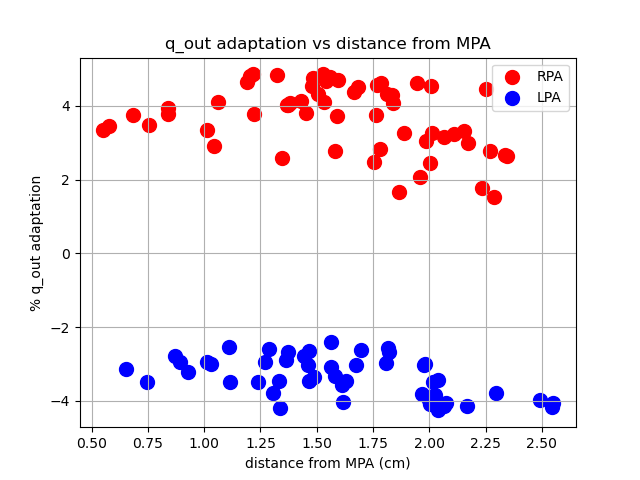 q_out adaptation vs distance from MPA
RPA
LPA
% q_out adaptation
4
2
0
−2
−4
0.50 0.75 1.00 1.25 1.50 1.75 2.00 2.25 2.50
distance from MPA (cm)